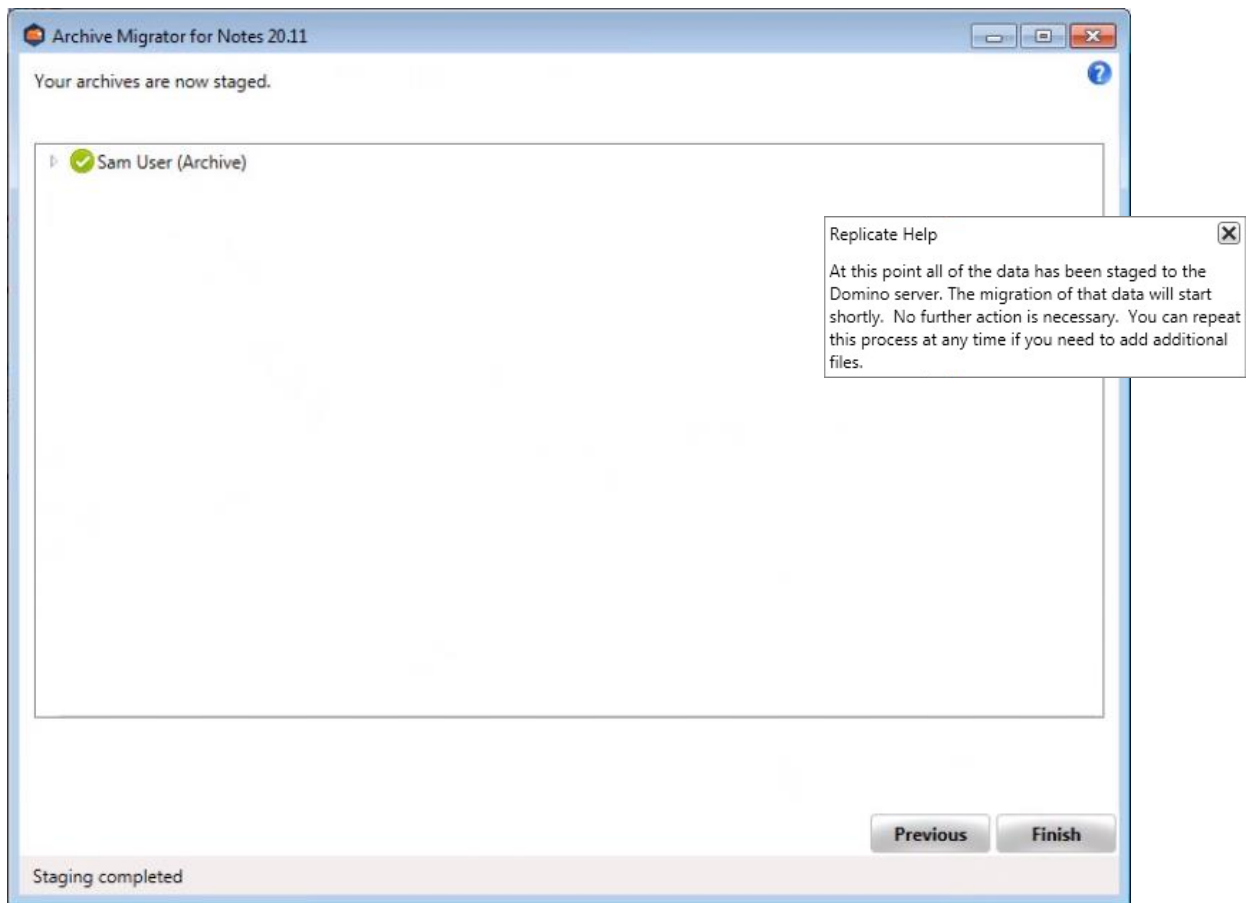 Archive Migrator for Notes 20.11
Your archives are now staged.
Sam User (Archive)
Replicate Help
At this point all of the data has been staged to the
Domino server. The migration of that data will start
shortly.  No further action is necessary.  You can repeat
this process at any time if you need to add additional
files.
Previous
Finish
Staging completed